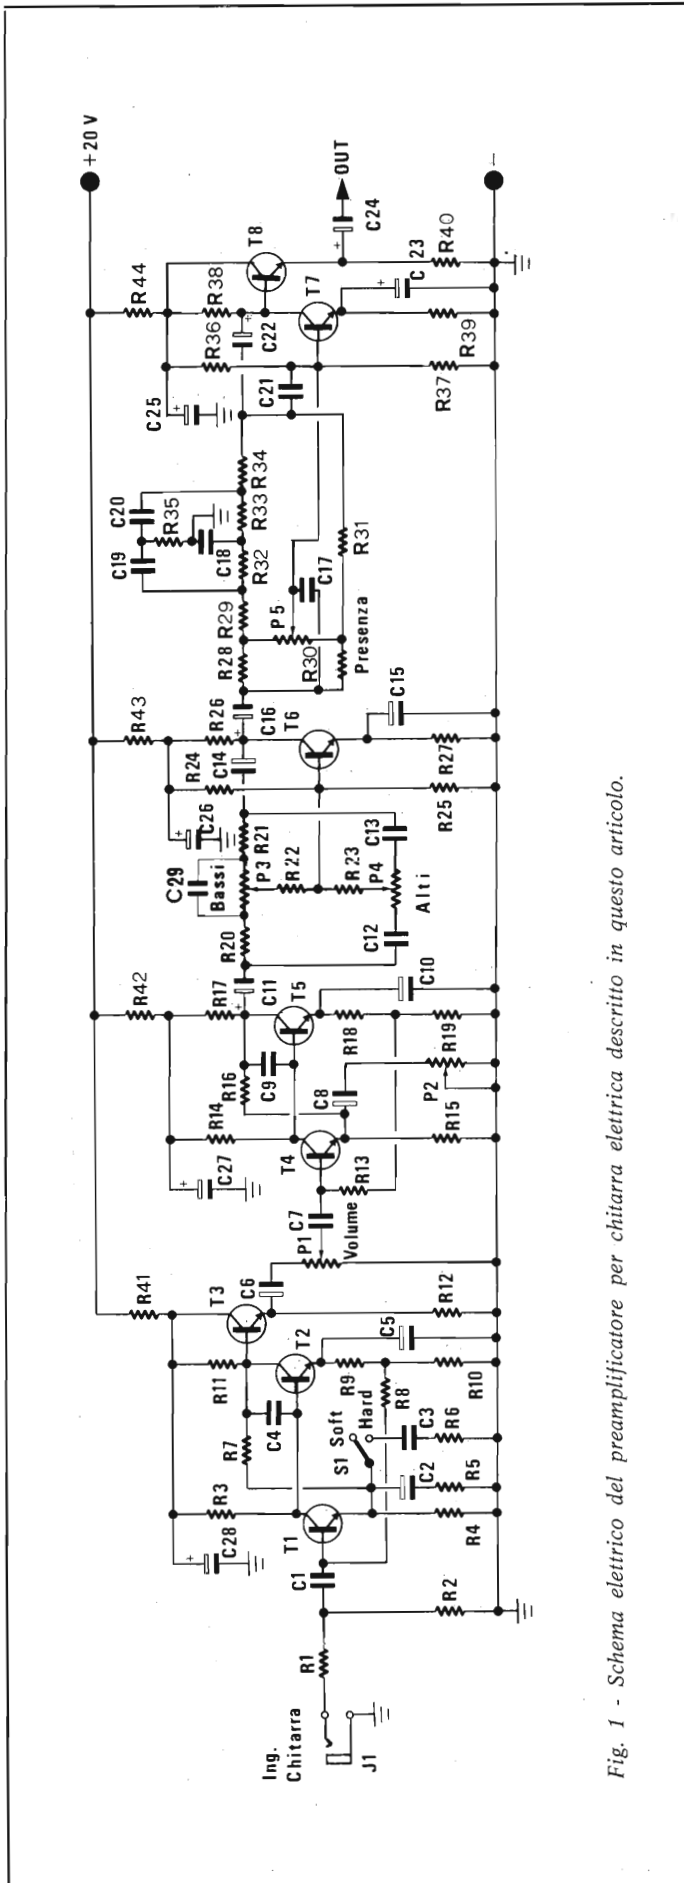 +20 V
R44
R43
R42
R41
T8
OUT
C24
R38
R36
C22
T7
C 23
R40
R39
R37
C25
C21
R34
R33
R35
C20
C19
C18
R32
R31
C17
P5
R29
R28
R30
Presenza
C16
R26
T6
C15
R24
C14
R27
R25
C26
R21
C13
C29
Bassi
P3
R22
R23
P4
Alti
R20
C12
R17
C11
T5
C10
R18
R19
R16
C9
C8
P2
R14
R15
C27
T4
R13
C7
P1
Volume
C6
T3
R12
R11
T2
C5
R9
R8
R10
R7
C4
Soft
Hard
S1
C3
R6
C2
R5
R3
R4
C28
T1
C1
R2
R1
Ing.
Chitarra
J1
–
Fig. 1 - Schema elettrico del preamplificatore per chitarra elettrica descritto in questo articolo.